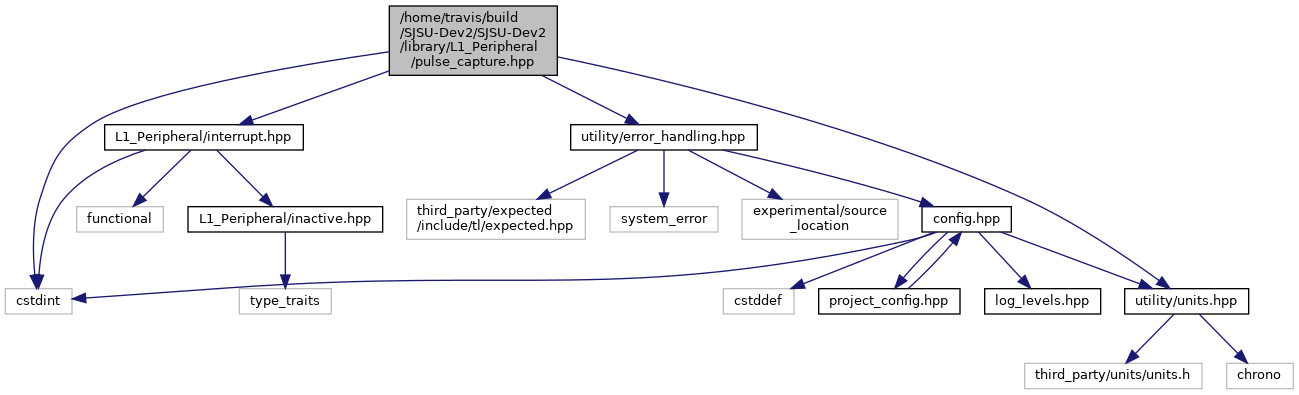 /home/travis/build
/SJSU-Dev2/SJSU-Dev2
/library/L1_Peripheral
/pulse_capture.hpp
L1_Peripheral/interrupt.hpp
utility/error_handling.hpp
functional
L1_Peripheral/inactive.hpp
third_party/expected
/include/tl/expected.hpp
system_error
experimental/source
_location
config.hpp
cstdint
type_traits
cstddef
project_config.hpp
log_levels.hpp
utility/units.hpp
third_party/units/units.h
chrono